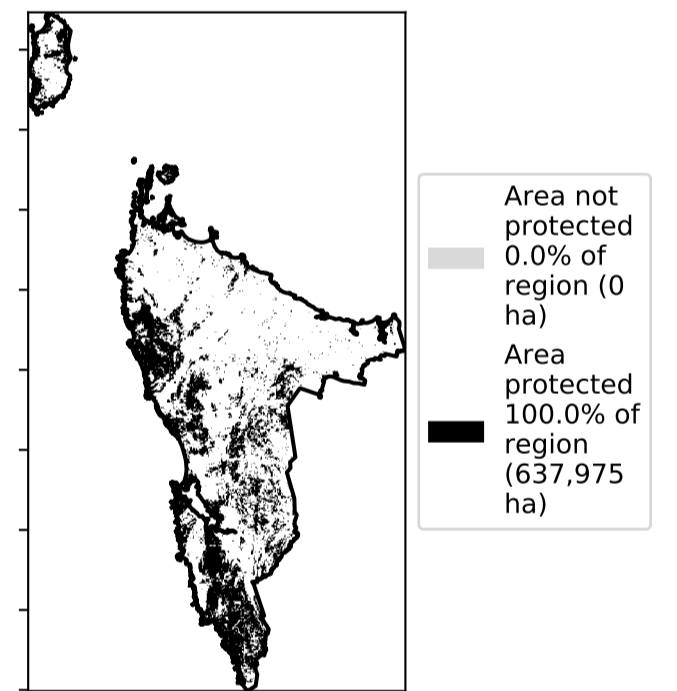 Area not
protected
0.0% of
region (0
ha)
Area
protected
100.0% of
region
(637,975
ha)